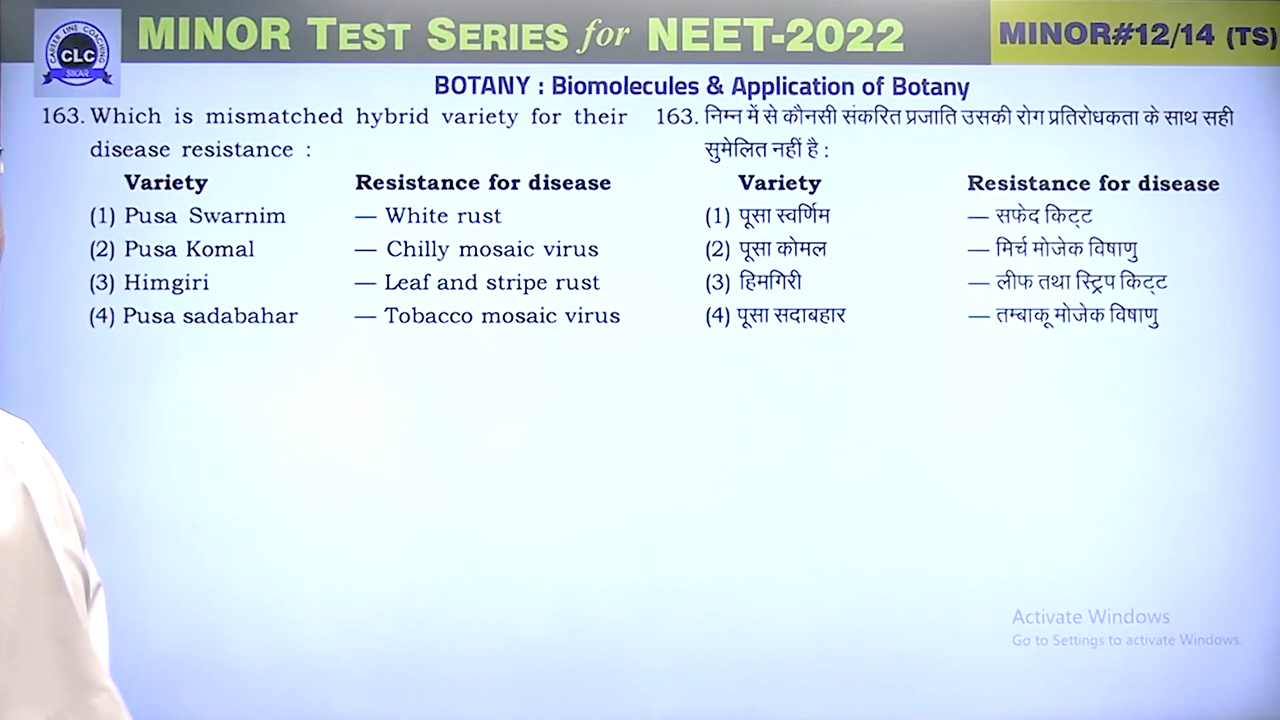 CAREER LINE COACHING
CLC
SIKAR
MINOR TEST SERIES for NEET-2022
MINOR#12/14 (TS)
BOTANY : Biomolecules & Application of Botany
163. Which is mismatched hybrid variety for their
disease resistance :
Variety Resistance for disease
(1) Pusa Swarnim — White rust
(2) Pusa Komal — Chilly mosaic virus
(3) Himgiri — Leaf and stripe rust
(4) Pusa sadabahar — Tobacco mosaic virus
163. निम्न में से कौनसी संकरित प्रजाति उसकी रोग प्रतिरोधकता के साथ सही
सुमेलित नहीं है :
Variety Resistance for disease
(1) पूसा स्वर्णिम — सफेद किट्ट
(2) पूसा कोमल — मिर्च मोजेक विषाणु
(3) हिमगिरी — लीफ तथा स्ट्रिप किट्ट
(4) पूसा सदाबहार — तम्बाकू मोजेक विषाणु
Activate Windows
Go to Settings to activate Windows.